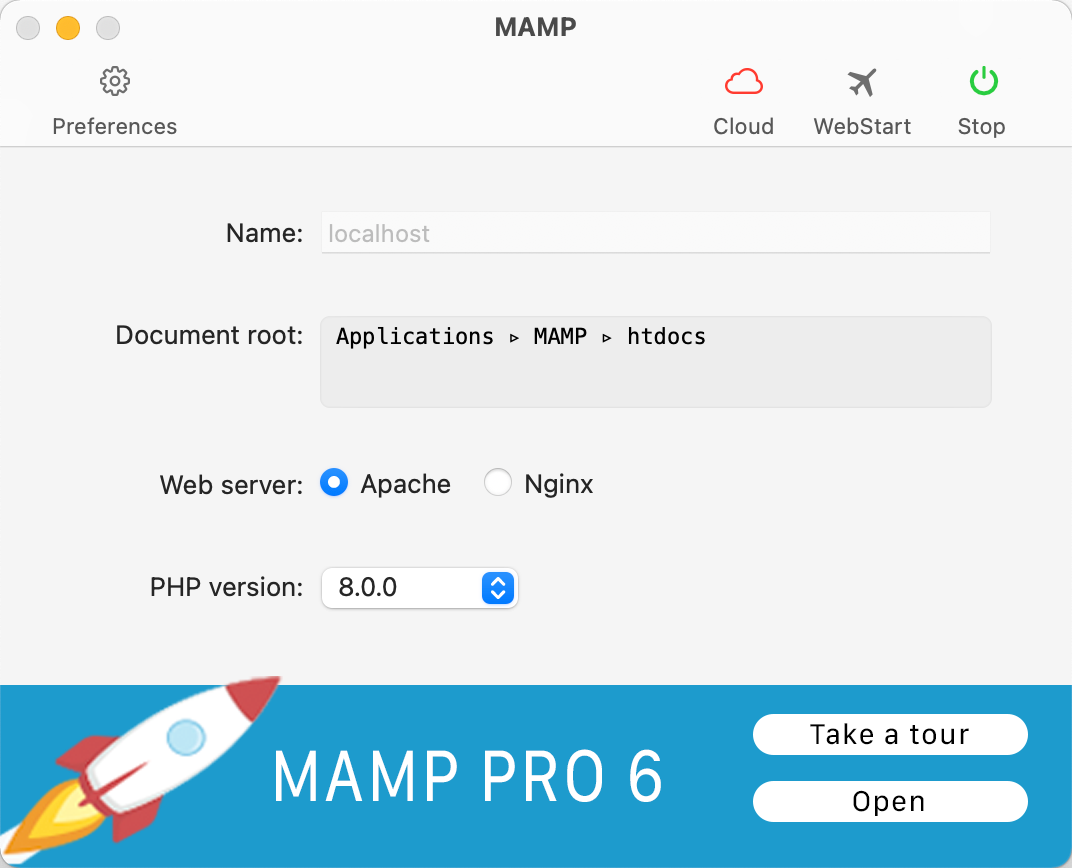 MAMP
Preferences
Cloud
WebStart
Stop
Name: localhost
Document root: Applications ▹ MAMP ▹ htdocs
Web server: Apache Nginx
PHP version: 8.0.0
MAMP PRO 6
Take a tour
Open